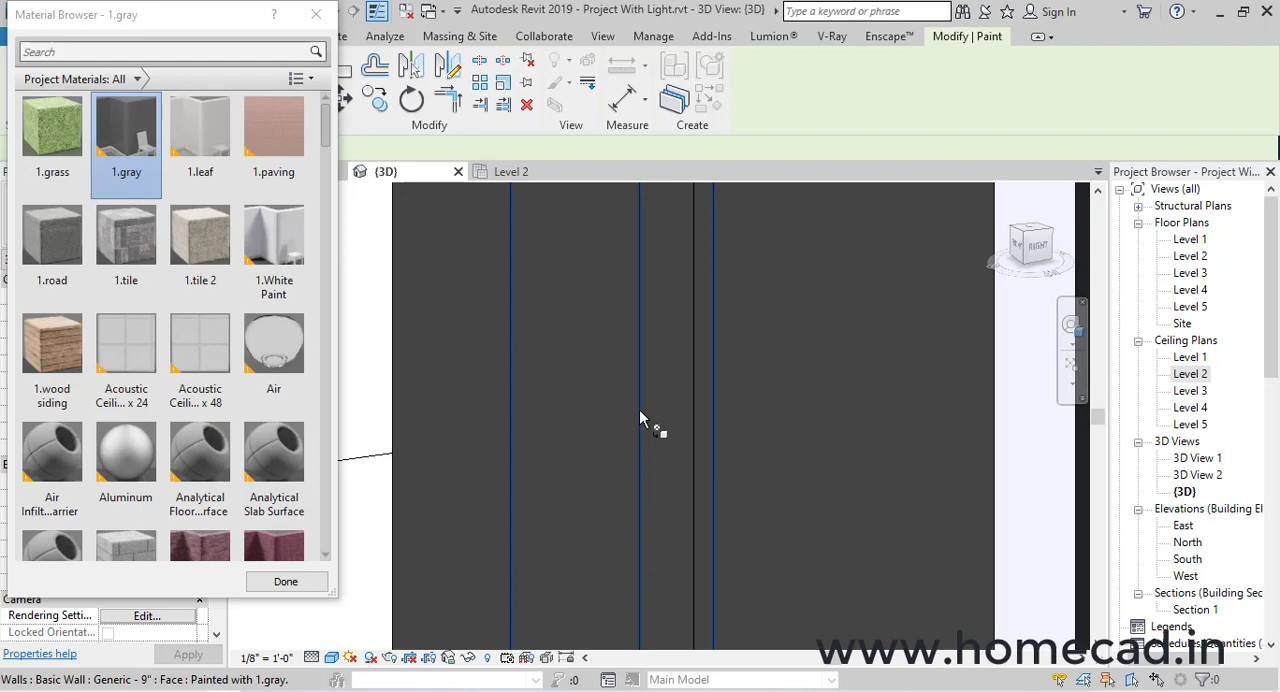 Material Browser - 1.gray
Autodesk Revit 2019 - Project With Light.rvt - 3D View: {3D}
Type a keyword or phrase
Sign In
Search
Analyze
Massing & Site
Collaborate
View
Manage
Add-Ins
Lumion®
V-Ray
Enscape™
Modify | Paint
Project Materials: All
Modify
View
Measure
Create
1.grass
1.gray
1.leaf
1.paving
{3D}
Level 2
Project Browser - Project Wi...
Views (all)
Structural Plans
Floor Plans
Level 1
Level 2
Level 3
Level 4
Level 5
Site
Ceiling Plans
Level 1
Level 2
Level 3
Level 4
Level 5
3D Views
3D View 1
3D View 2
{3D}
Elevations (Building El
East
North
South
West
Sections (Building Sec
Section 1
Legends
RIGHT
1.road
1.tile
1.tile 2
1.White Paint
1.wood siding
Acoustic Ceili... x 24
Acoustic Ceili... x 48
Air
Air Infilt...arrier
Aluminum
Analytical Floor...rface
Analytical Slab Surface
Done
Camera
Rendering Setti...
Edit...
Locked Orientat...
Properties help
Apply
1/8" = 1'-0"
www.homecad.in
Walls : Basic Wall : Generic - 9" : Face : Painted with 1.gray.
:0
Main Model
:0